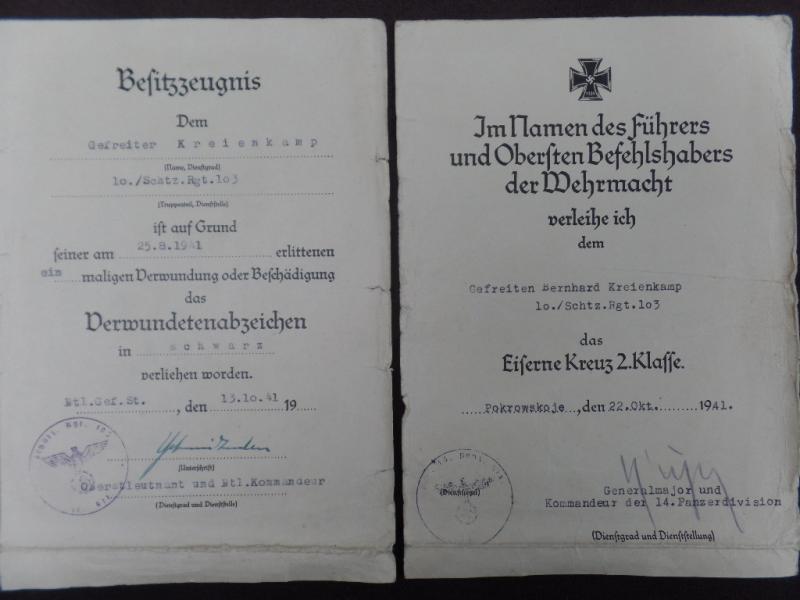 Besitzzeugnis
Dem
Gefreiter Kreienkamp
(Name, Dienstgrad)
10./Schtz.Rgt.103
(Truppenteil, Dienststelle)
ist auf Grund
seiner am 25.8.1941 erlittenen
ein maligen Verwundung oder Beschädigung
das
Verwundetenabzeichen
in schwarz
verliehen worden.
Btl.Gef.St. , den 13.10.41 19
(Unterschrift)
Oberstleutnant und Btl.Kommandeur
(Dienstgrad und Dienststelle)
Im Namen des Führers
und Obersten Befehlshabers
der Wehrmacht
verleihe ich
dem
Gefreiten Bernhard Kreienkamp
10./Schtz.Rgt.103
das
Eiserne Kreuz 2.Klasse.
Pokrowskoje, den 22.Okt. 1941.
(Dienstsiegel)
Generalmajor und
Kommandeur der 14.Panzerdivision
(Dienstgrad und Dienststellung)